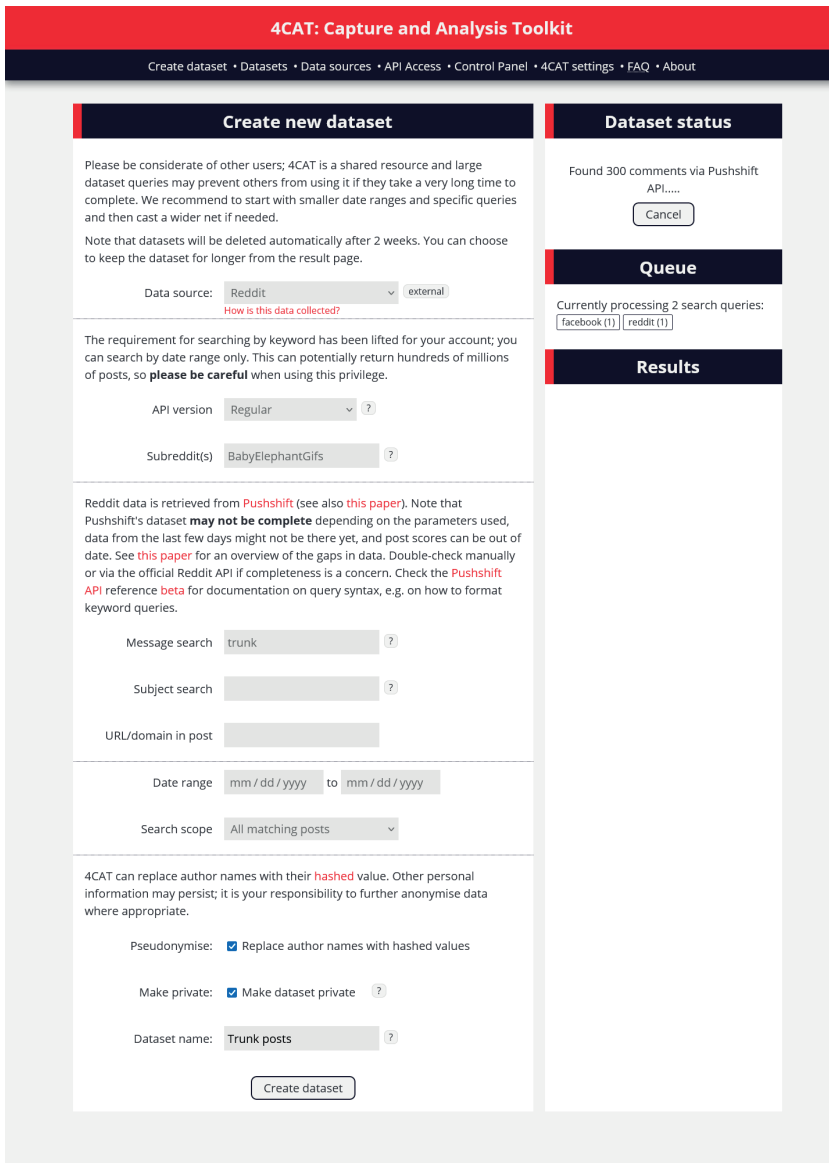 4CAT: Capture and Analysis Toolkit
Create dataset • Datasets • Data sources • API Access • Control Panel • 4CAT settings • FAQ • About
Create new dataset
Please be considerate of other users; 4CAT is a shared resource and large
dataset queries may prevent others from using it if they take a very long time to
complete. We recommend to start with smaller date ranges and specific queries
and then cast a wider net if needed.
Note that datasets will be deleted automatically after 2 weeks. You can choose
to keep the dataset for longer from the result page.
Data source: Reddit external
How is this data collected?
The requirement for searching by keyword has been lifted for your account; you
can search by date range only. This can potentially return hundreds of millions
of posts, so please be careful when using this privilege.
API version Regular ?
Subreddit(s) BabyElephantGifs ?
Reddit data is retrieved from Pushshift (see also this paper). Note that
Pushshift's dataset may not be complete depending on the parameters used,
data from the last few days might not be there yet, and post scores can be out of
date. See this paper for an overview of the gaps in data. Double-check manually
or via the official Reddit API if completeness is a concern. Check the Pushshift
API reference beta for documentation on query syntax, e.g. on how to format
keyword queries.
Message search trunk ?
Subject search ?
URL/domain in post
Date range mm / dd / yyyy to mm / dd / yyyy
Search scope All matching posts
4CAT can replace author names with their hashed value. Other personal
information may persist; it is your responsibility to further anonymise data
where appropriate.
Pseudonymise: Replace author names with hashed values
Make private: Make dataset private ?
Dataset name: Trunk posts ?
Create dataset
Dataset status
Found 300 comments via Pushshift
API.....
Cancel
Queue
Currently processing 2 search queries:
facebook (1) reddit (1)
Results